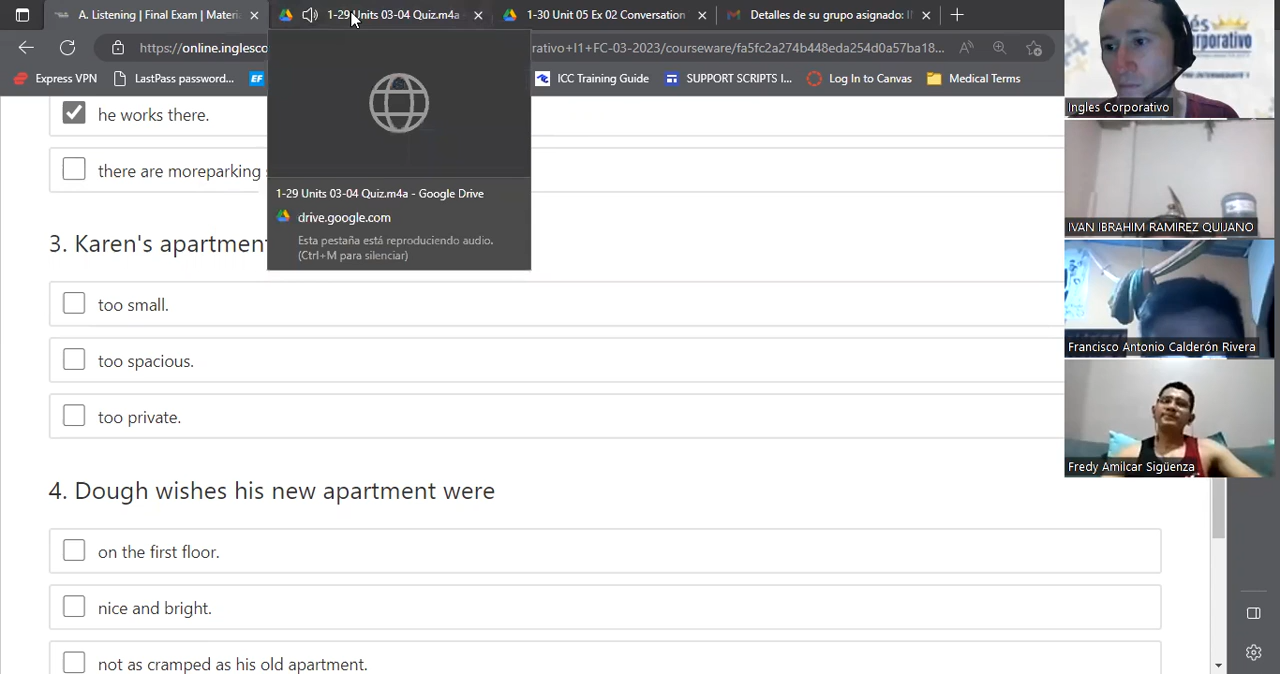 A. Listening | Final Exam | Materi
1-29 Units 03-04 Quiz.m4a
1-30 Unit 05 Ex 02 Conversation
Detalles de su grupo asignado: I
https://online.inglesco
rativo+I1+FC-03-2023/courseware/fa5fc2a274b448eda254d0a57ba18...
Express VPN
LastPass password...
EF
ICC Training Guide
SUPPORT SCRIPTS I...
Log In to Canvas
Medical Terms
he works there.
there are moreparking
1-29 Units 03-04 Quiz.m4a - Google Drive
drive.google.com
Esta pestaña está reproduciendo audio.
(Ctrl+M para silenciar)
3. Karen's apartment
too small.
too spacious.
too private.
4. Dough wishes his new apartment were
on the first floor.
nice and bright.
not as cramped as his old apartment.
Ingles Corporativo
IVAN IBRAHIM RAMIREZ QUIJANO
Francisco Antonio Calderón Rivera
Fredy Amilcar Sigüenza